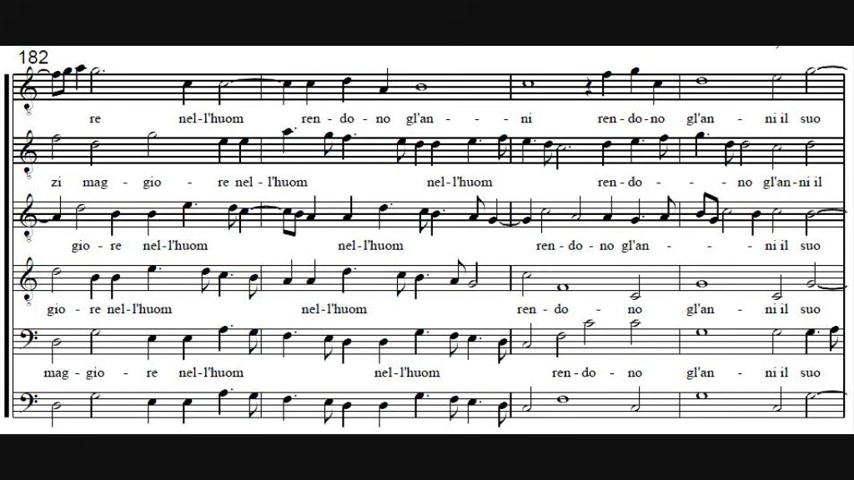 182
re nel-l'huom ren - do - no gl'an - - - ni ren-do-no gl'an - - - ni il suo
zi mag - gio - re nel-l'huom nel-l'huom ren-do - - - no gl'an-ni il
gio - re nel-l'huom nel-l'huom ren-do - no gl'an - - - - ni il suo
gio - re nel-l'huom nel-l'huom ren - do - no gl'an - - ni il suo
mag-gio - re nel-l'huom nel-l'huom ren-do - no gl'an - - ni il suo